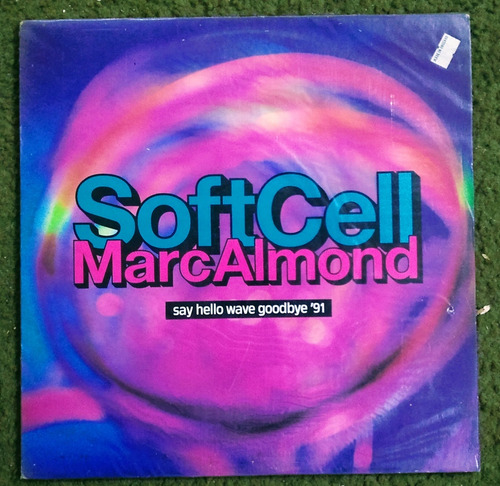 SoftCell
MarcAlmond
say hello wave goodbye '91